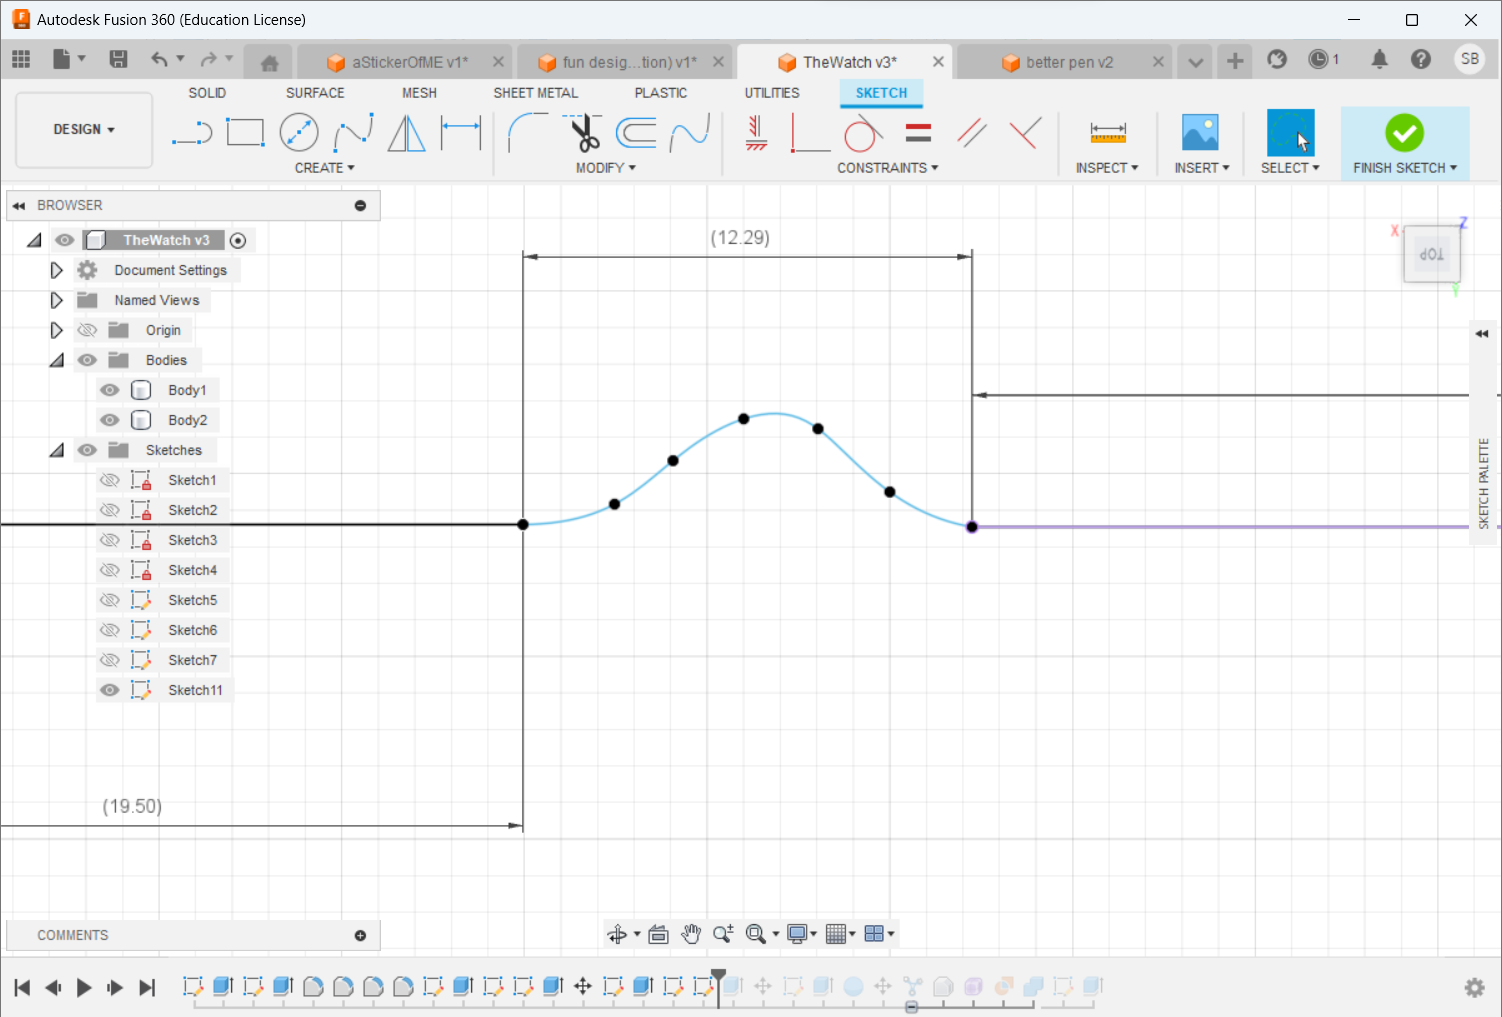 Autodesk Fusion 360 (Education License)
aStickerOfME v1*
fun desig...tion) v1*
TheWatch v3*
better pen v2
1
SB
SOLID
SURFACE
MESH
SHEET METAL
PLASTIC
UTILITIES
SKETCH
DESIGN
CREATE
MODIFY
CONSTRAINTS
INSPECT
INSERT
SELECT
FINISH SKETCH
BROWSER
TheWatch v3
Document Settings
Named Views
Origin
Bodies
Body1
Body2
Sketches
Sketch1
Sketch2
Sketch3
Sketch4
Sketch5
Sketch6
Sketch7
Sketch11
(12.29)
X
Z
TOP
Y
SKETCH PALETTE
(19.50)
COMMENTS